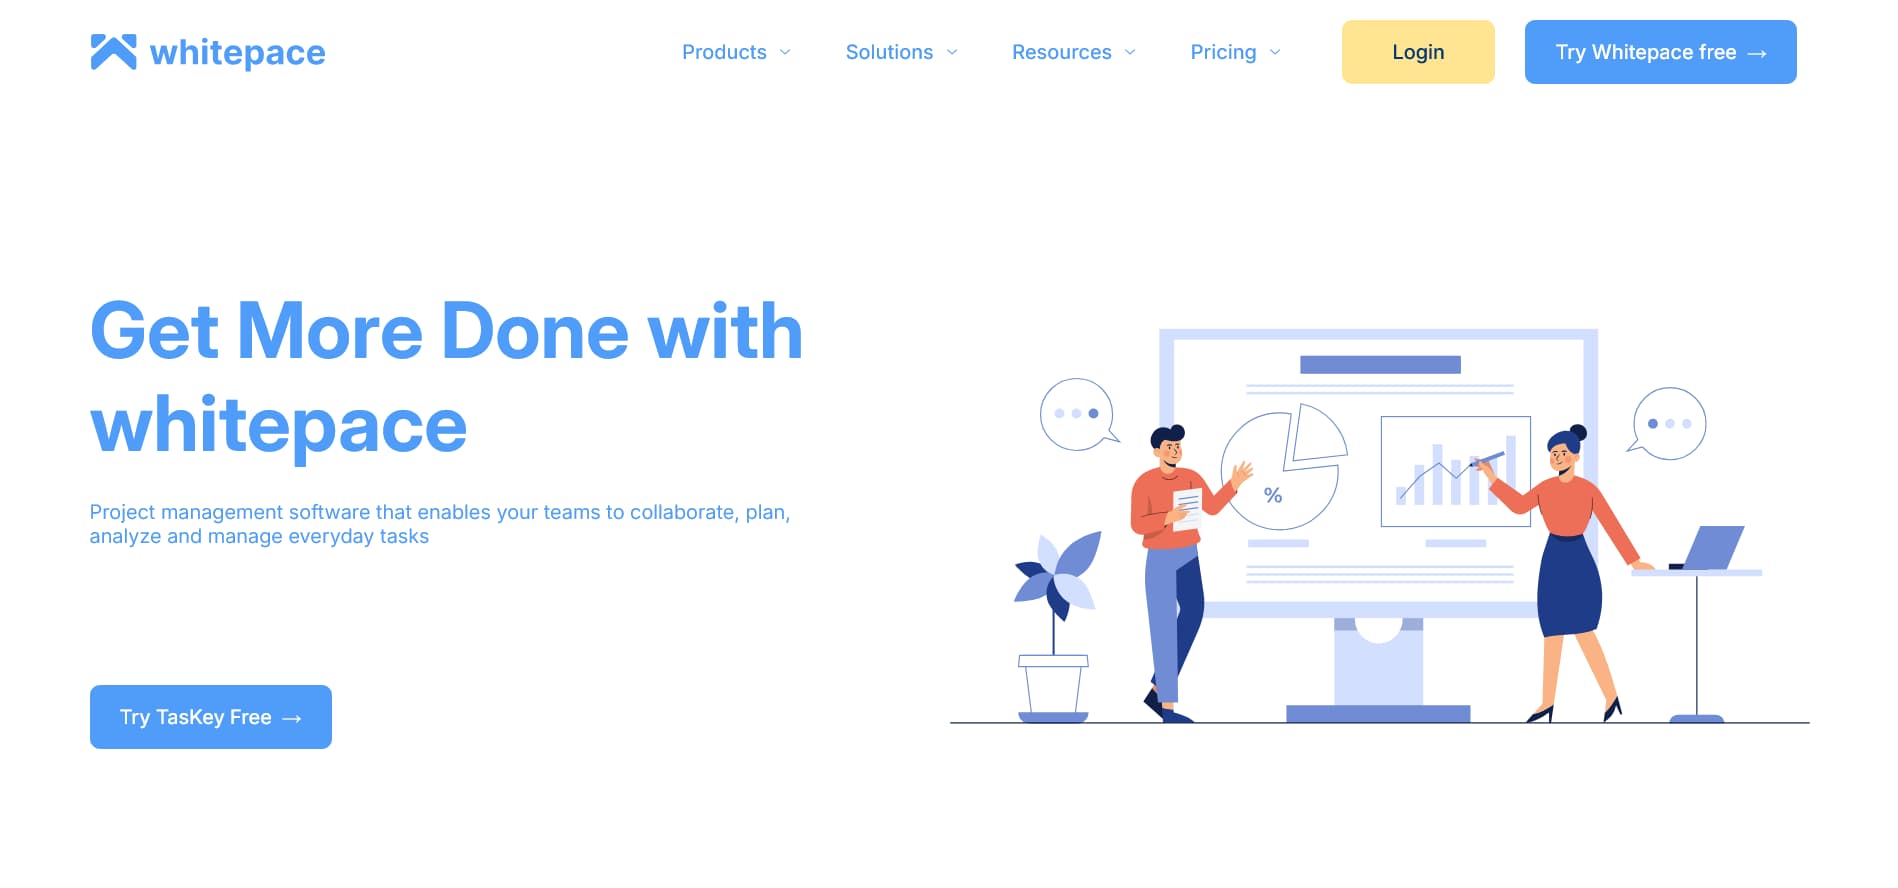 whitepace
Products
Solutions
Resources
Pricing
Login
Try Whitepace free →
Get More Done with
whitepace
Project management software that enables your teams to collaborate, plan,
analyze and manage everyday tasks
Try TasKey Free →
%